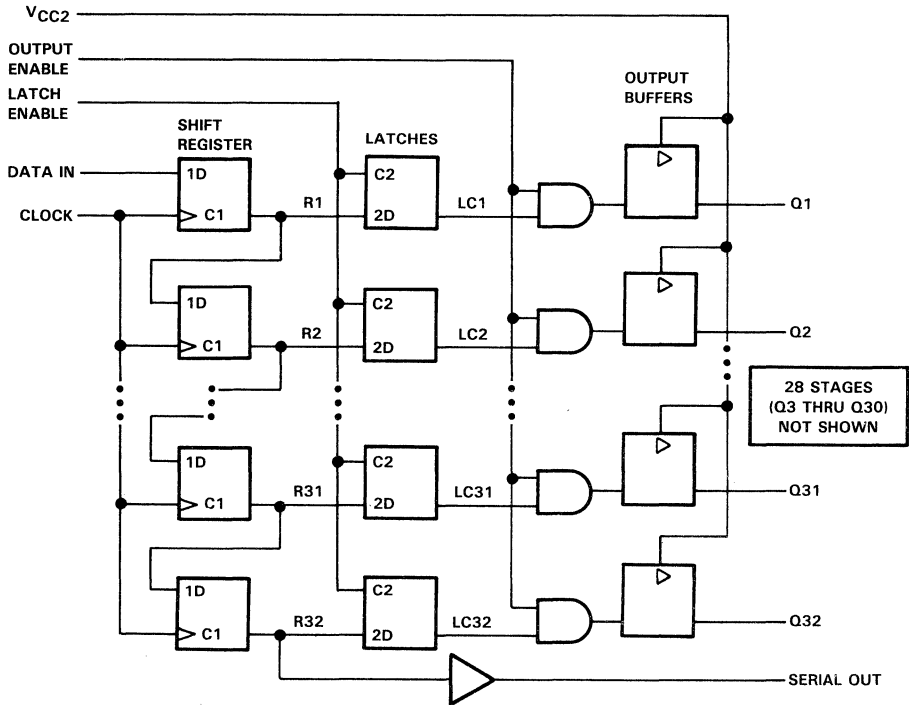 VCC2
OUTPUT
ENABLE
LATCH
ENABLE
SHIFT
REGISTER
LATCHES
OUTPUT
BUFFERS
DATA IN
CLOCK
1D
C1
R1
C2
2D
LC1
Q1
1D
C1
R2
C2
2D
LC2
Q2
28 STAGES
(Q3 THRU Q30)
NOT SHOWN
1D
C1
R31
C2
2D
LC31
Q31
1D
C1
R32
C2
2D
LC32
Q32
SERIAL OUT